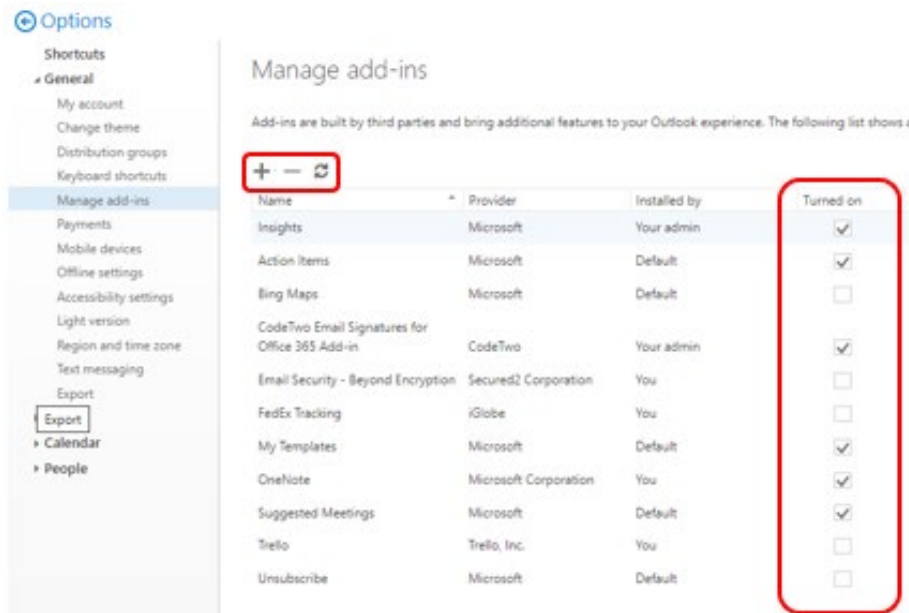 Options
Shortcuts
General
My account
Change theme
Distribution groups
Keyboard shortcuts
Manage add-ins
Payments
Mobile devices
Offline settings
Accessibility settings
Light version
Region and time zone
Text messaging
Export
Export
Calendar
People
Manage add-ins
Add-ins are built by third parties and bring additional features to your Outlook experience. The following list shows
Name Provider Installed by Turned on
Insights Microsoft Your admin
Action Items Microsoft Default
Bing Maps Microsoft Default
CodeTwo Email Signatures for
Office 365 Add-in CodeTwo Your admin
Email Security - Beyond Encryption Secured2 Corporation You
FedEx Tracking iGlobe You
My Templates Microsoft Default
OneNote Microsoft Corporation You
Suggested Meetings Microsoft Default
Trello Trello, Inc. You
Unsubscribe Microsoft Default